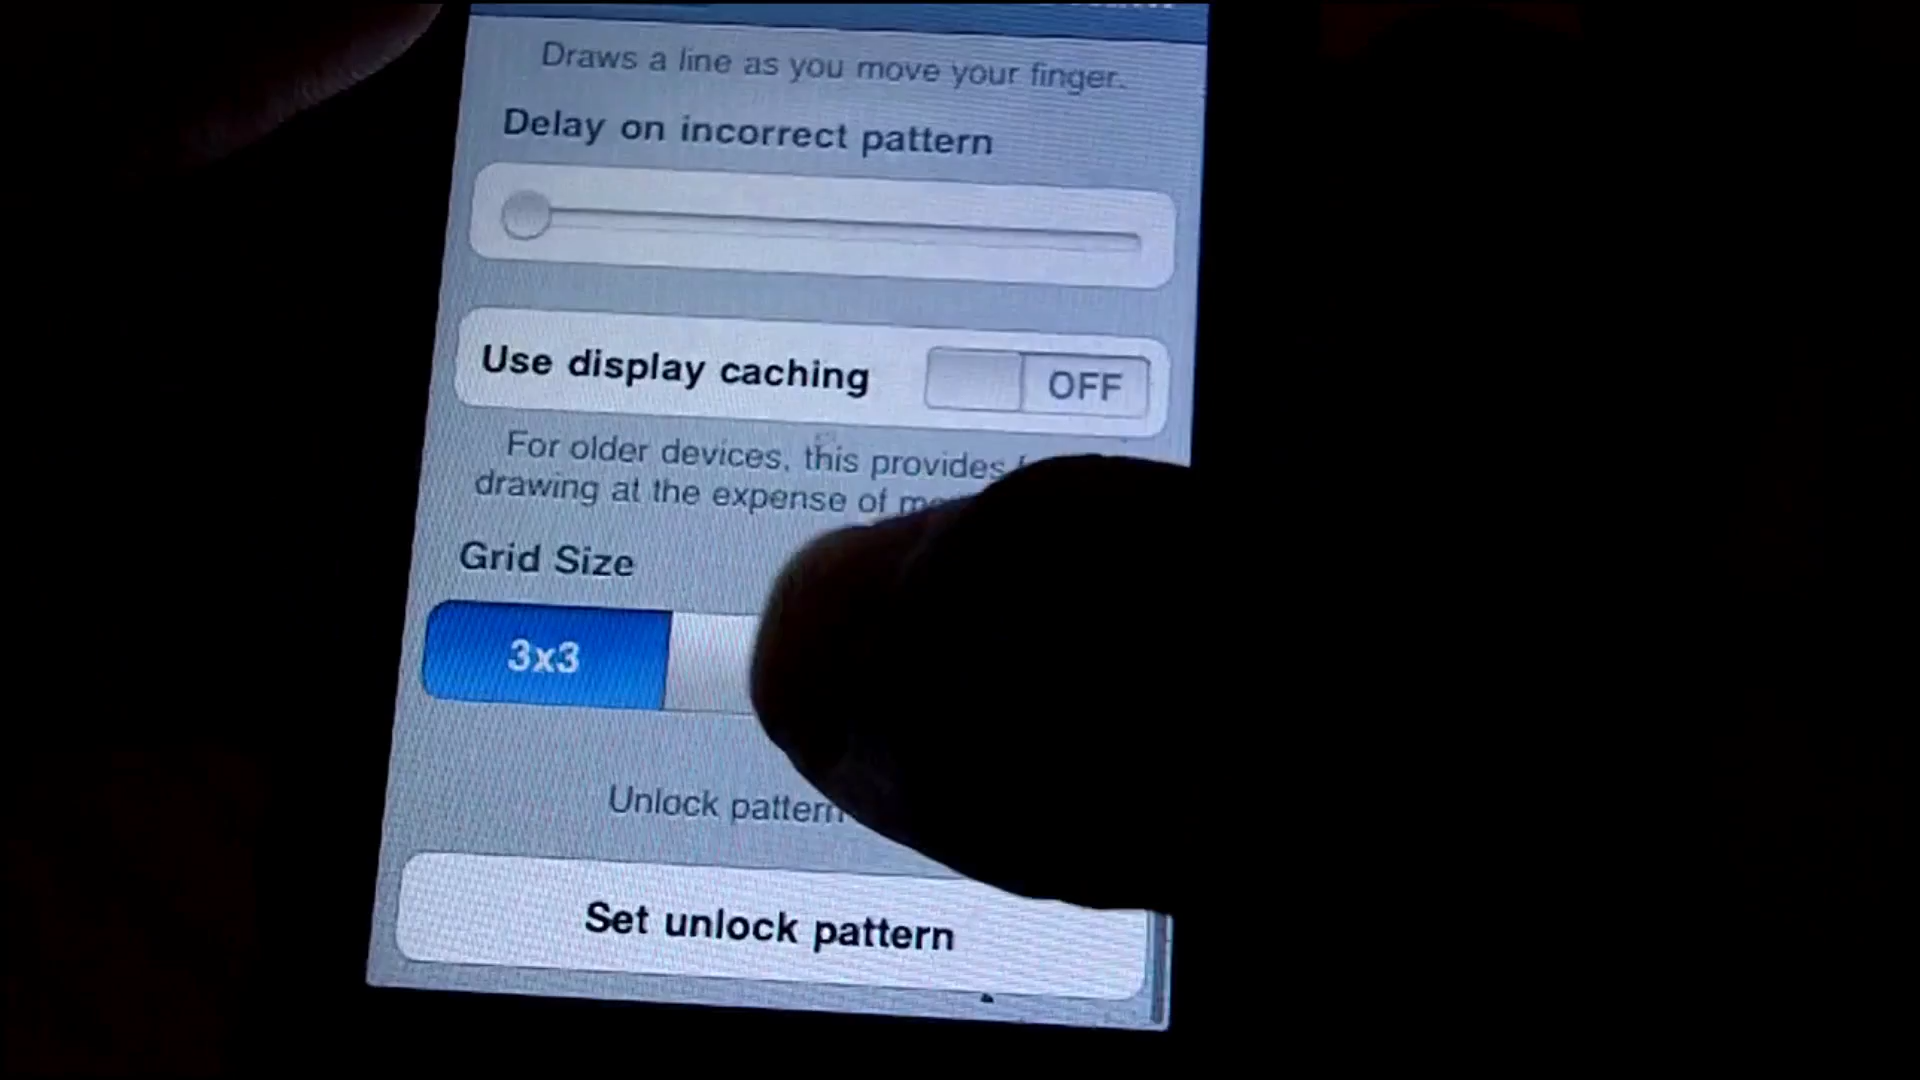 Draws a line as you move your finger.
Delay on incorrect pattern
Use display caching
OFF
For older devices, this provides
drawing at the expense of
Grid Size
3x3
Unlock pattern
Set unlock pattern